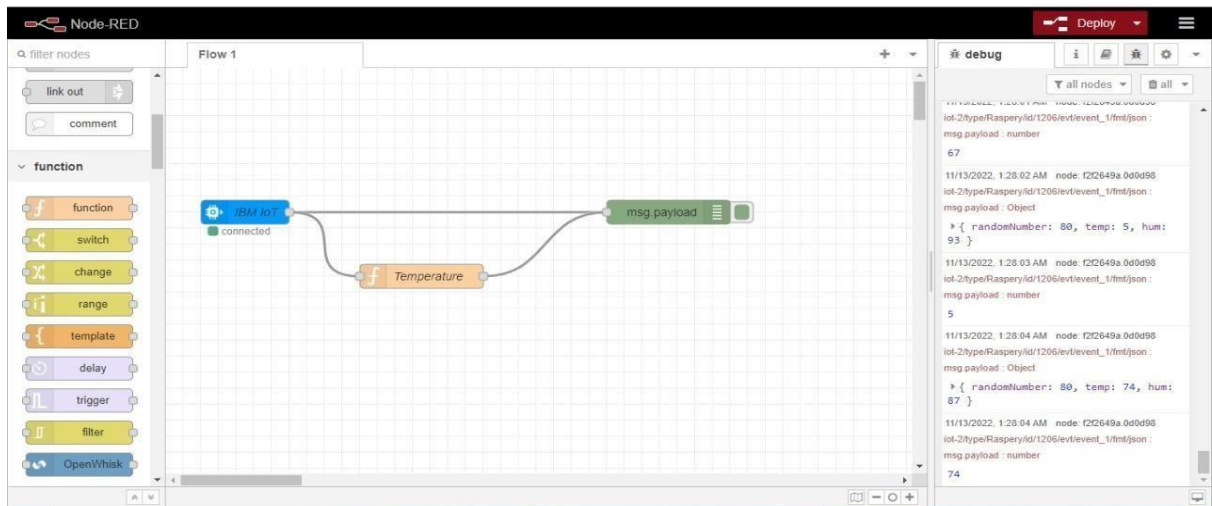 Node-RED
Deploy
filter nodes
Flow 1
debug
i
all nodes
all
link out
comment
function
function
switch
change
range
template
delay
trigger
filter
OpenWhisk
IBM IoT
connected
Temperature
msg.payload
iot-2/type/Raspery/id/1206/evt/event_1/fmt/json :
msg.payload : number
67
11/13/2022, 1:28:02 AM node: f2f2649a.0d0d98
iot-2/type/Raspery/id/1206/evt/event_1/fmt/json :
msg.payload : Object
{ randomNumber: 80, temp: 5, hum:
93 }
11/13/2022, 1:28:03 AM node: f2f2649a.0d0d98
iot-2/type/Raspery/id/1206/evt/event_1/fmt/json :
msg.payload : number
5
11/13/2022, 1:28:04 AM node: f2f2649a.0d0d98
iot-2/type/Raspery/id/1206/evt/event_1/fmt/json :
msg.payload : Object
{ randomNumber: 80, temp: 74, hum:
87 }
11/13/2022, 1:28:04 AM node: f2f2649a.0d0d98
iot-2/type/Raspery/id/1206/evt/event_1/fmt/json :
msg.payload : number
74